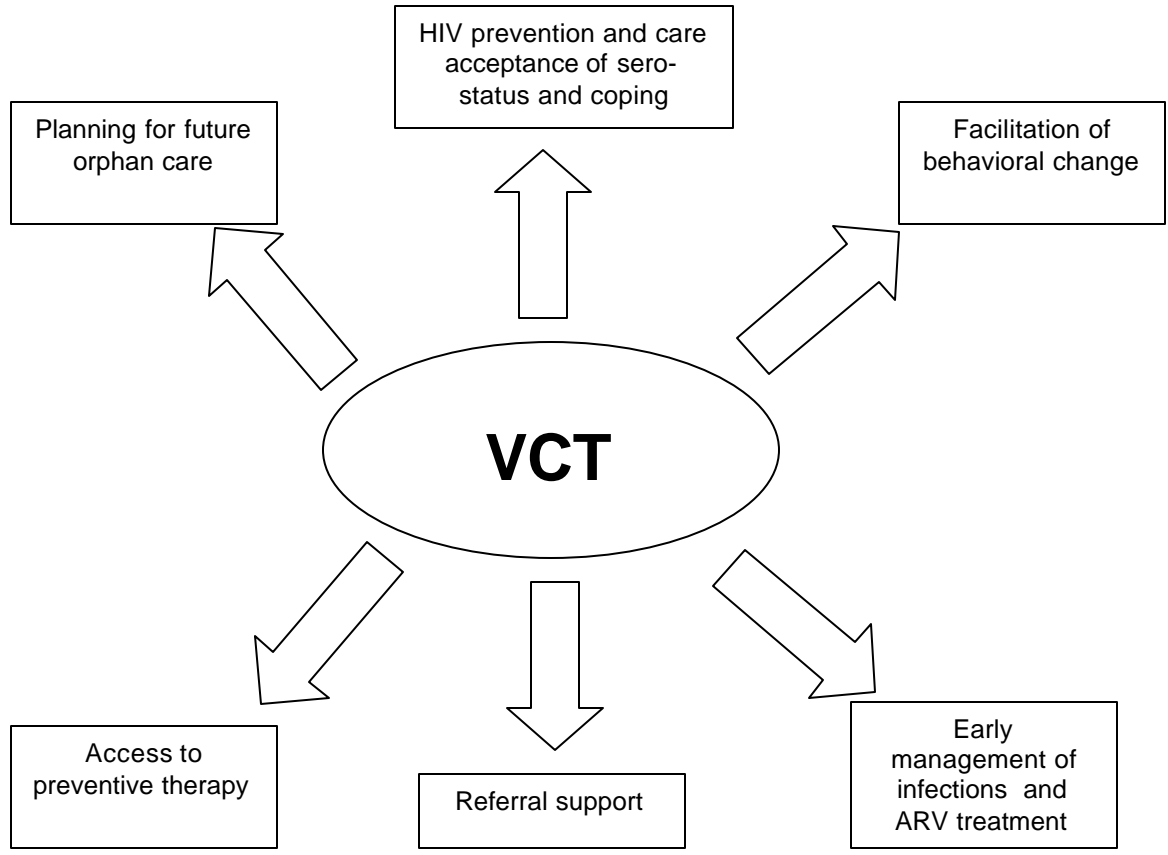 HIV prevention and care
acceptance of sero-
status and coping
Planning for future
orphan care
Facilitation of
behavioral change
VCT
Access to
preventive therapy
Referral support
Early
management of
infections and
ARV treatment